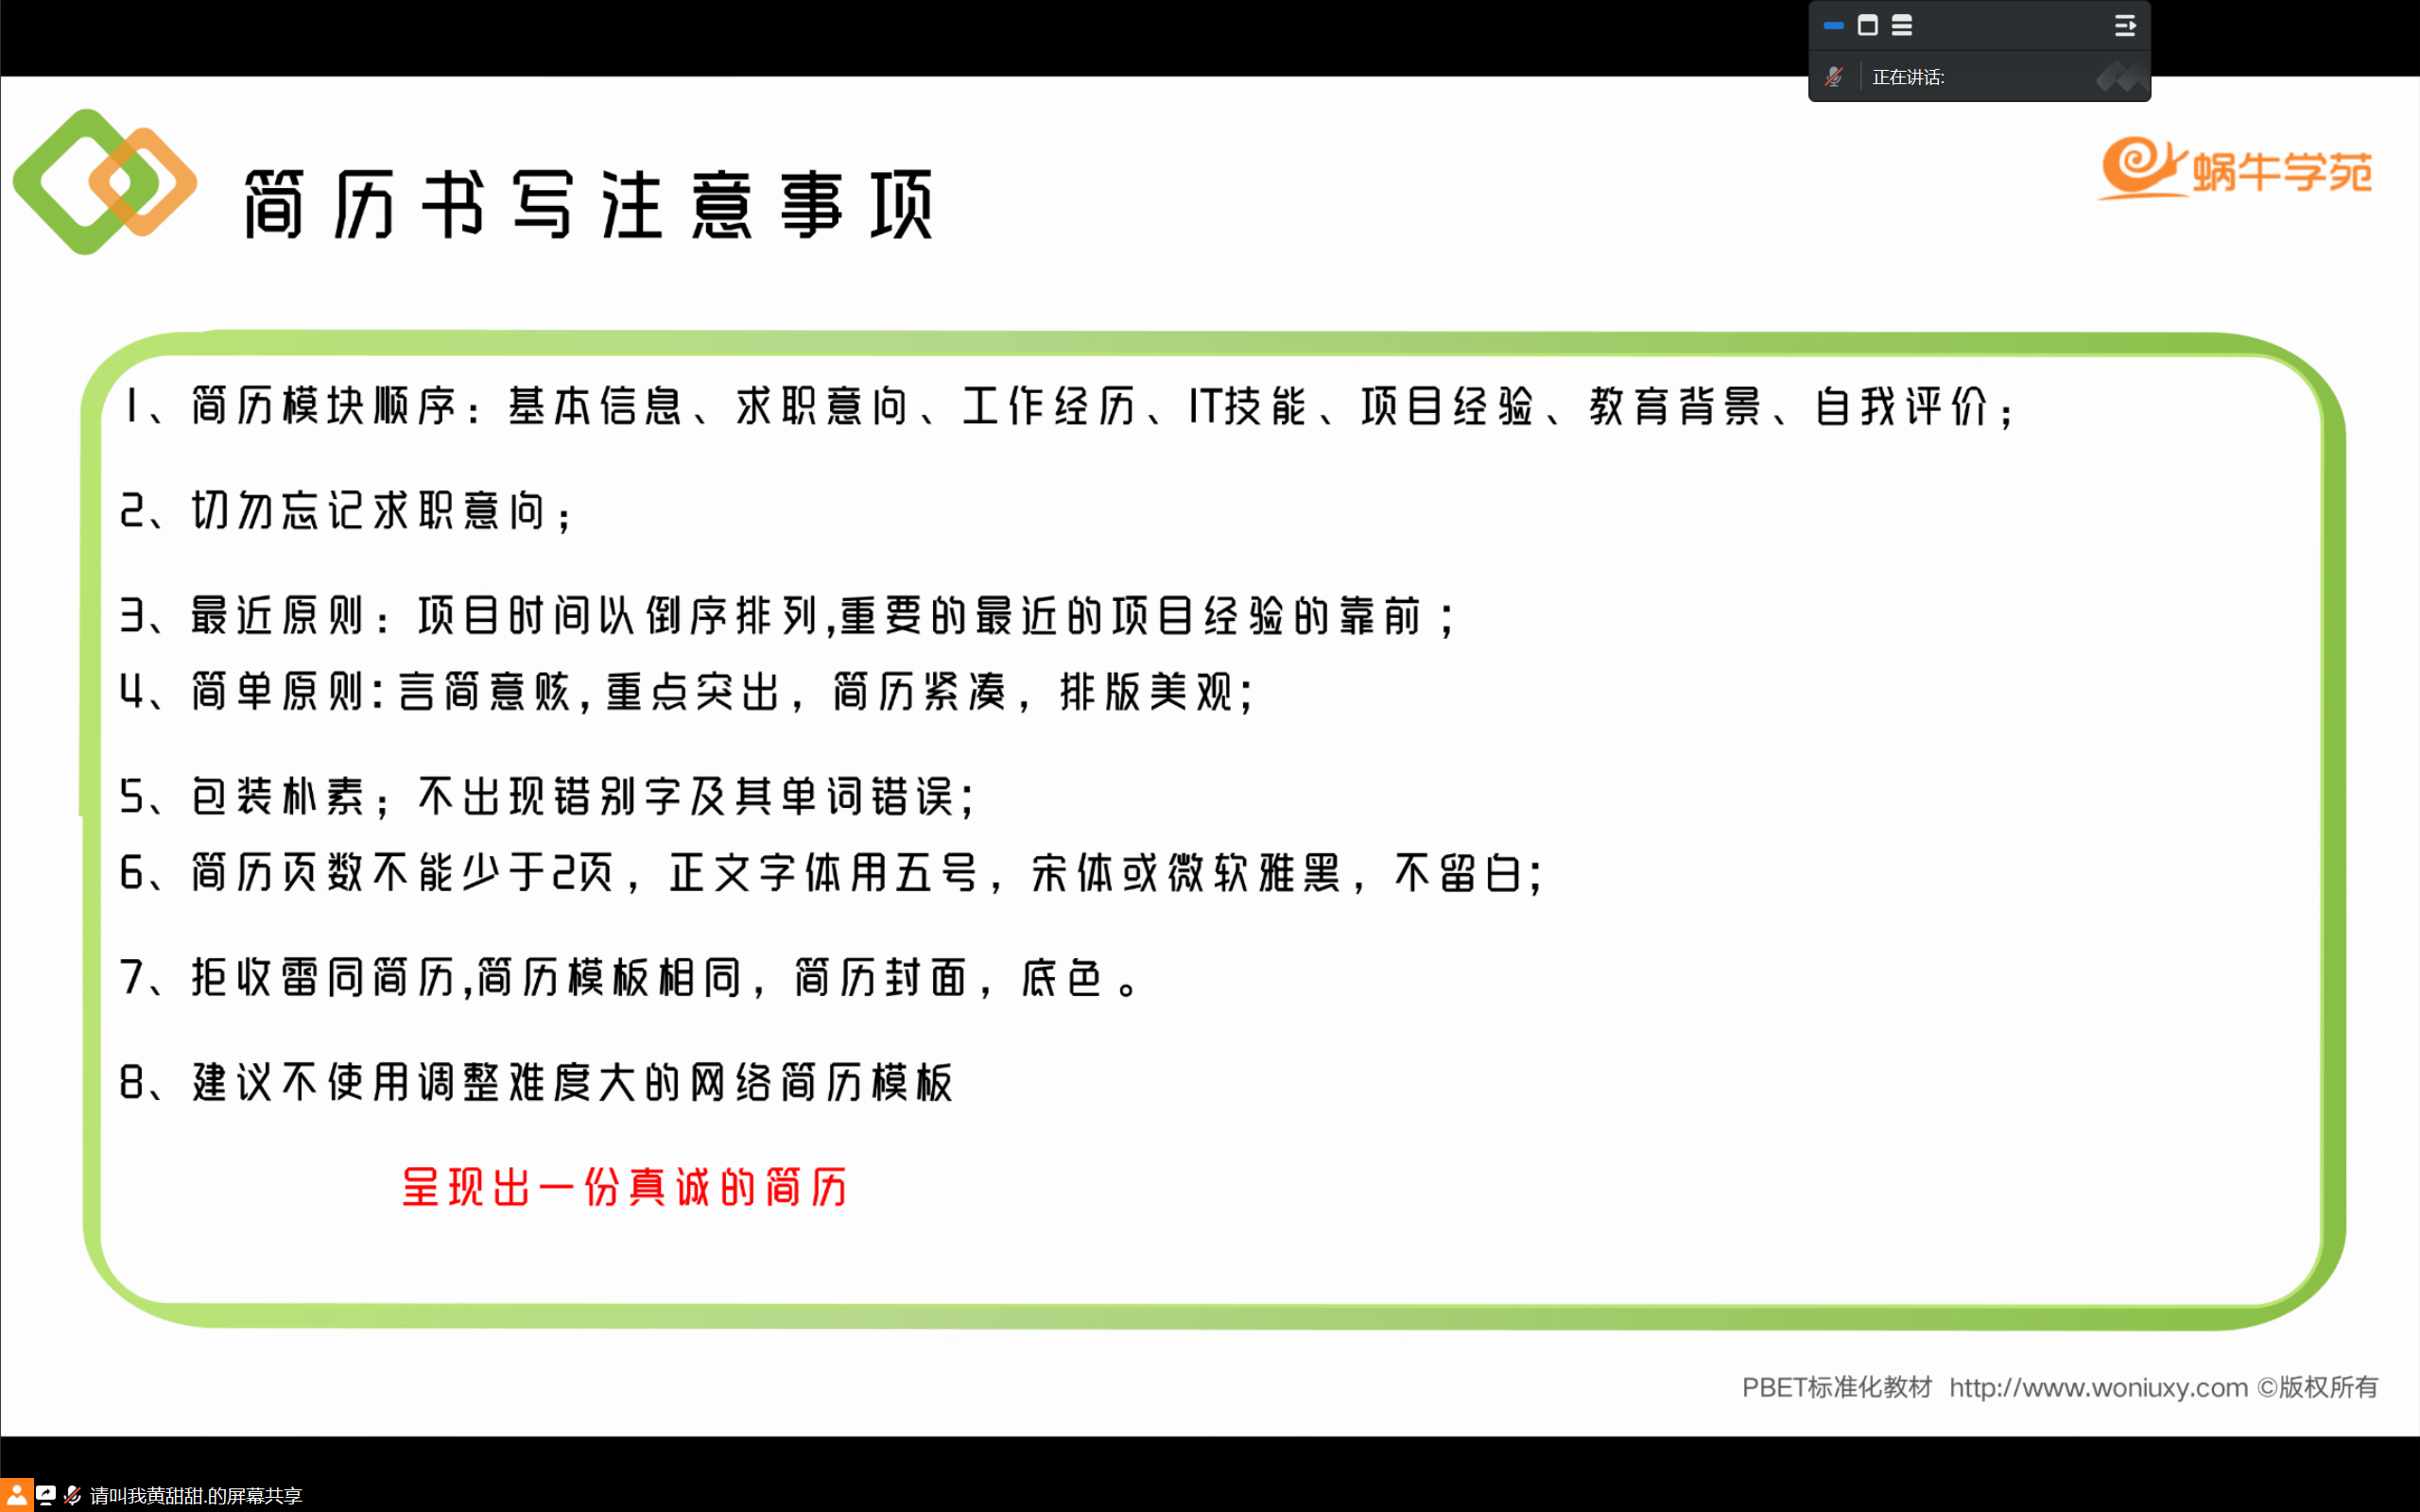 正在讲话:
蜗牛学苑
简历书写注意事项
1、简历模块顺序：基本信息、求职意向、工作经历、IT技能、项目经验、教育背景、自我评价；
2、切勿忘记求职意向；
3、最近原则：项目时间以倒序排列,重要的最近的项目经验的靠前；
4、简单原则:言简意赅,重点突出，简历紧凑，排版美观;
5、包装朴素；不出现错别字及其单词错误;
6、简历页数不能少于2页，正文字体用五号，宋体或微软雅黑，不留白;
7、拒收雷同简历,简历模板相同，简历封面，底色。
8、建议不使用调整难度大的网络简历模板
呈现出一份真诚的简历
PBET标准化教材 http://www.woniuxy.com ©版权所有
请叫我黄甜甜.的屏幕共享